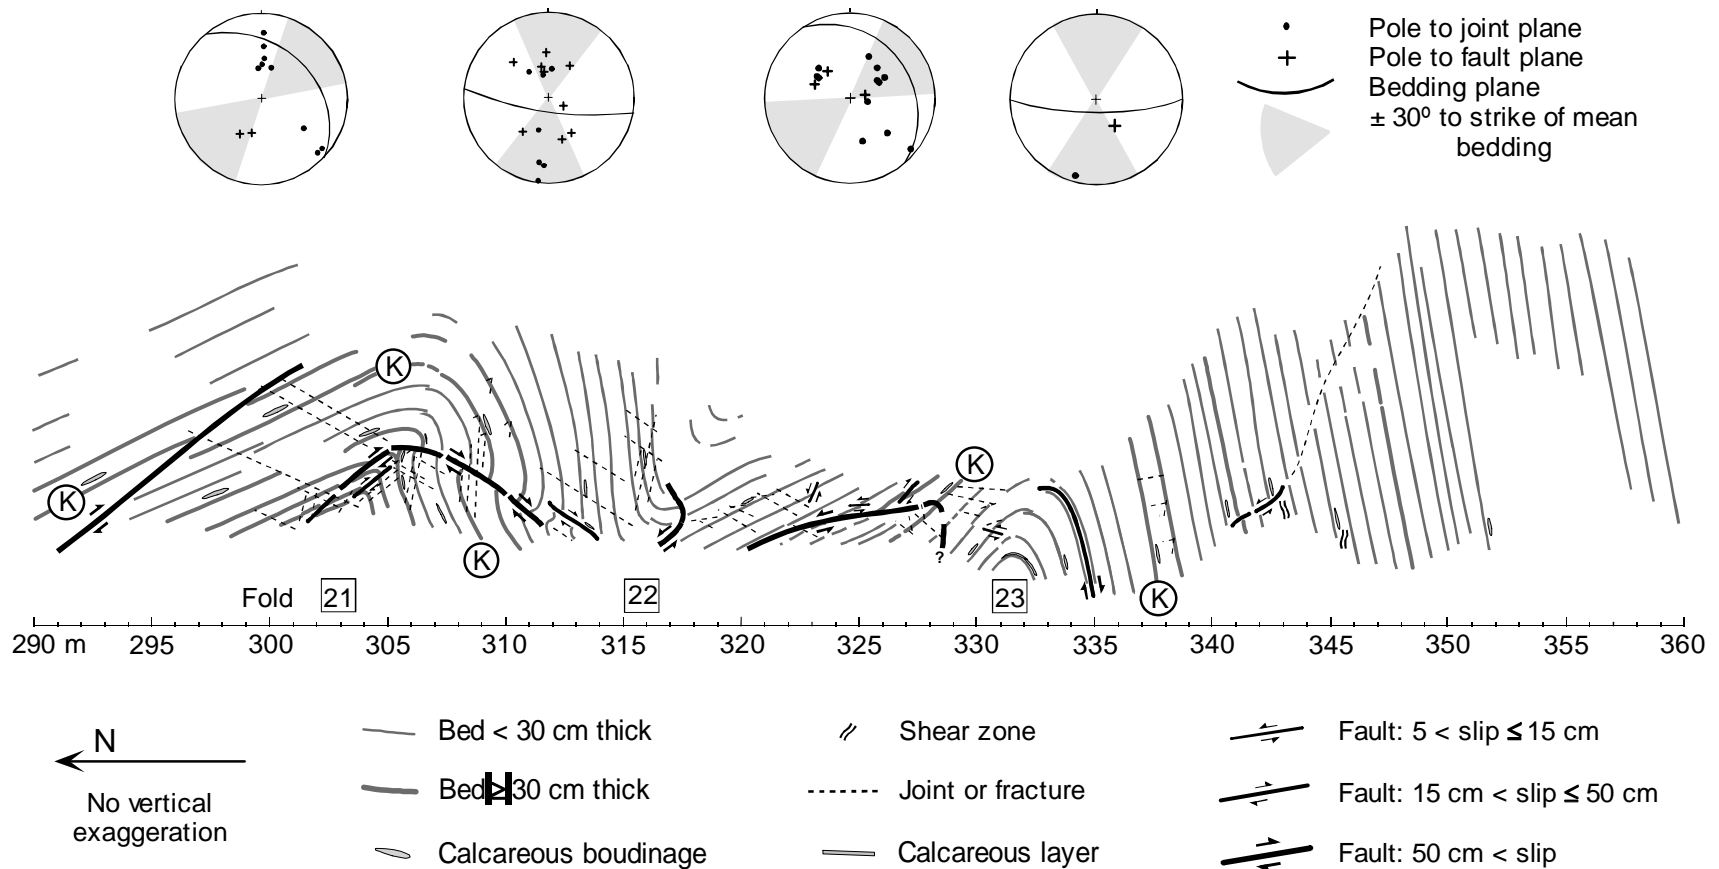 Pole to joint plane
Pole to fault plane
Bedding plane
± 30º to strike of mean
bedding
K
K
K
K
K
?
Fold 21 22 23
290 m 295 300 305 310 315 320 325 330 335 340 345 350 355 360
N
No vertical
exaggeration
Bed < 30 cm thick
Bed ≥ 30 cm thick
Calcareous boudinage
Shear zone
Joint or fracture
Calcareous layer
Fault: 5 < slip ≤ 15 cm
Fault: 15 cm < slip ≤ 50 cm
Fault: 50 cm < slip